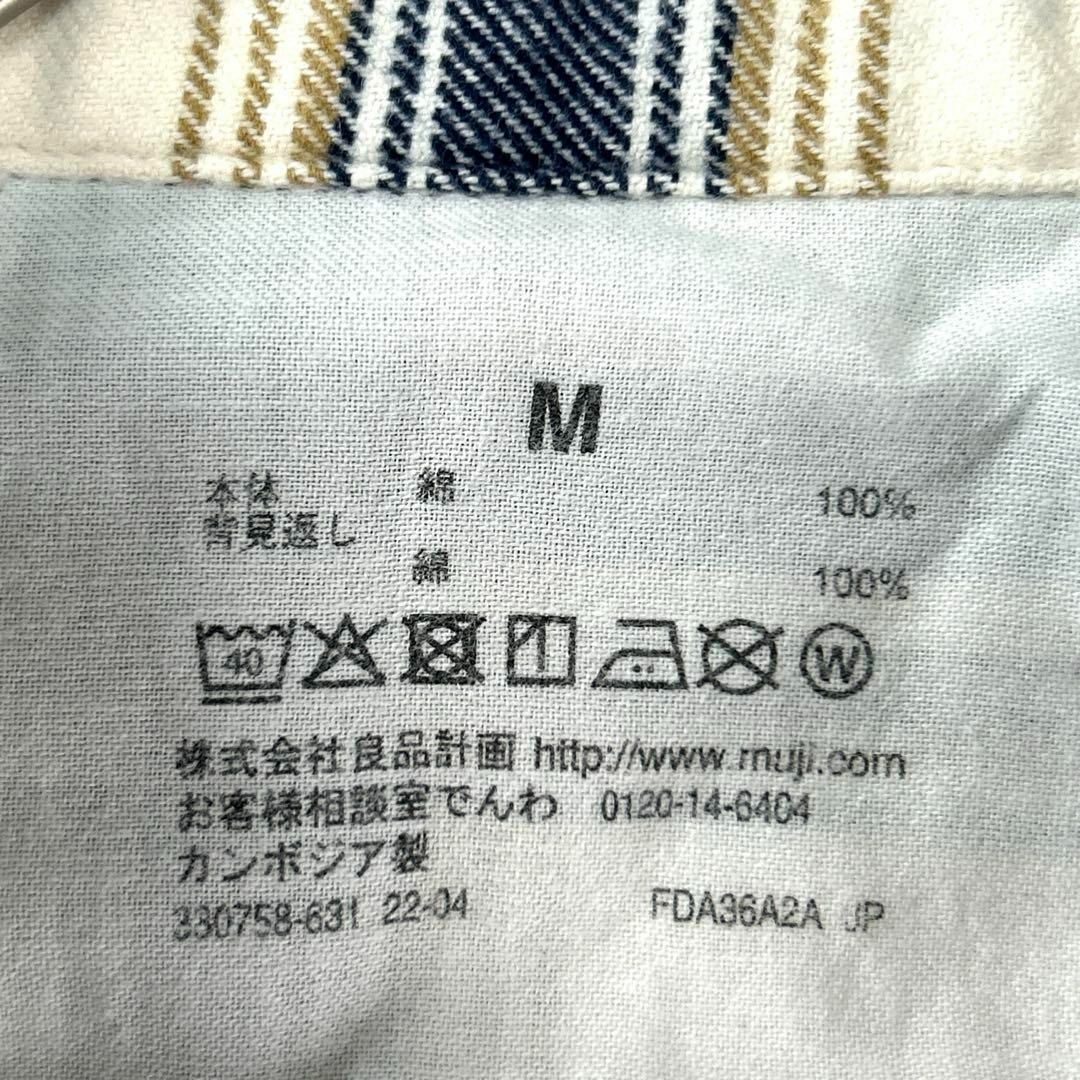 M
本体 綿 100%
背見返し
綿 100%
40 W
株式会社良品計画 http://www.muji.com
お客様相談室でんわ 0120-14-6404
カンボジア製
330758-631 22-04 FDA36A2A JP